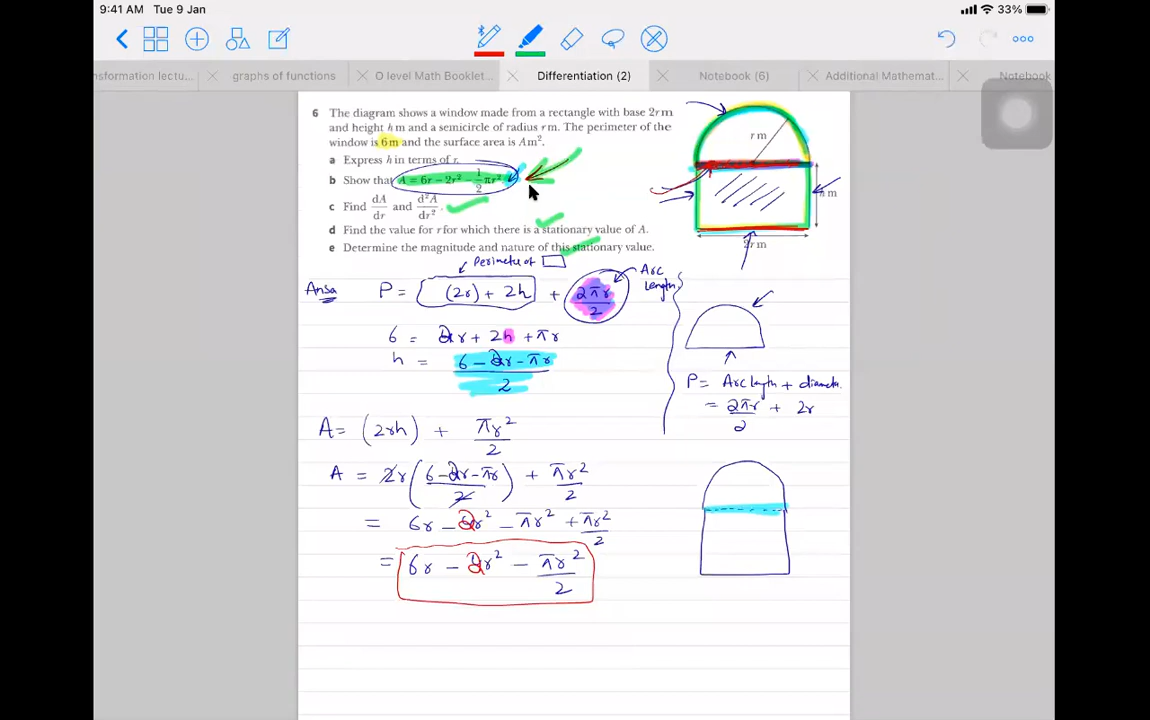 9:41 AM Tue 9 Jan
33%
nsformation lectu...
graphs of functions
O level Math Booklet...
Differentiation (2)
Notebook (6)
Additional Mathemat...
Notebook
6 The diagram shows a window made from a rectangle with base 2r m
and height h m and a semicircle of radius r m. The perimeter of the
window is 6 m and the surface area is A m².
a Express h in terms of r.
b Show that A = 6r − 2r² − 1/2 πr²
c Find dA/dr and d²A/dr².
d Find the value for r for which there is a stationary value of A.
e Determine the magnitude and nature of this stationary value.
r m
h m
2r m
Perimeter of
Arc
length
Ansa P = (2r) + 2h + 2πr/2
6 = 2r + 2h + πr
h = 6 − 2r − πr / 2
P = Arc length + diameter.
= 2πr/2 + 2r
A = (2rh) + πr²/2
A = 2r (6−2r−πr / 2) + πr²/2
= 6r − 2r² − πr² + πr²/2
= 6r − 2r² − πr²/2